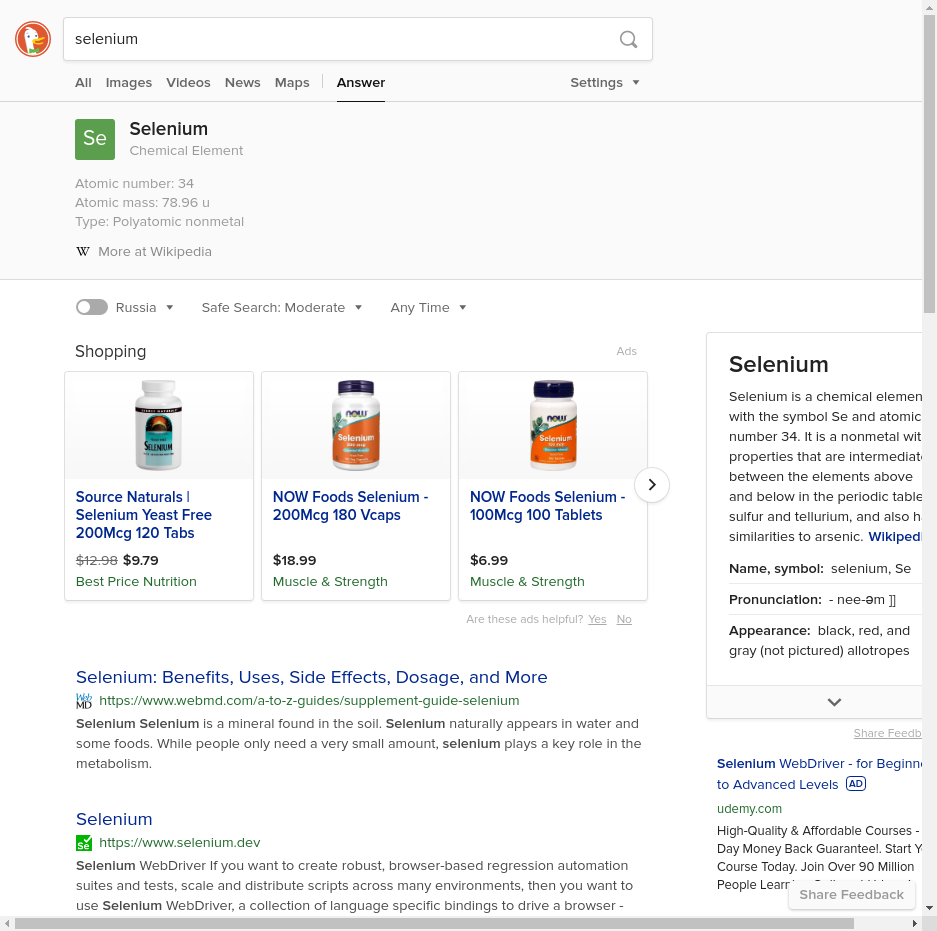 selenium
All Images Videos News Maps Answer Settings
Se Selenium
Chemical Element
Atomic number: 34
Atomic mass: 78.96 u
Type: Polyatomic nonmetal
W More at Wikipedia
Russia Safe Search: Moderate Any Time
Shopping Ads
NOW
Selenium
SELENIUM
NOW
Selenium
Source Naturals |
Selenium Yeast Free
200Mcg 120 Tabs
$12.98 $9.79
Best Price Nutrition
NOW Foods Selenium -
200Mcg 180 Vcaps
$18.99
Muscle & Strength
NOW Foods Selenium -
100Mcg 100 Tablets
$6.99
Muscle & Strength
Are these ads helpful? Yes No
Selenium: Benefits, Uses, Side Effects, Dosage, and More
https://www.webmd.com/a-to-z-guides/supplement-guide-selenium
Selenium Selenium is a mineral found in the soil. Selenium naturally appears in water and
some foods. While people only need a very small amount, selenium plays a key role in the
metabolism.
Selenium
https://www.selenium.dev
Selenium WebDriver If you want to create robust, browser-based regression automation
suites and tests, scale and distribute scripts across many environments, then you want to
use Selenium WebDriver, a collection of language specific bindings to drive a browser -
Selenium
Selenium is a chemical elemen
with the symbol Se and atomic
number 34. It is a nonmetal wit
properties that are intermediat
between the elements above
and below in the periodic table
sulfur and tellurium, and also h
similarities to arsenic. Wikiped
Name, symbol: selenium, Se
Pronunciation: - nee-əm ]]
Appearance: black, red, and
gray (not pictured) allotropes
Share Feedb
Selenium WebDriver - for Beginn
to Advanced Levels AD
udemy.com
High-Quality & Affordable Courses -
Day Money Back Guarantee!. Start Y
Course Today. Join Over 90 Million
People Learn
Share Feedback